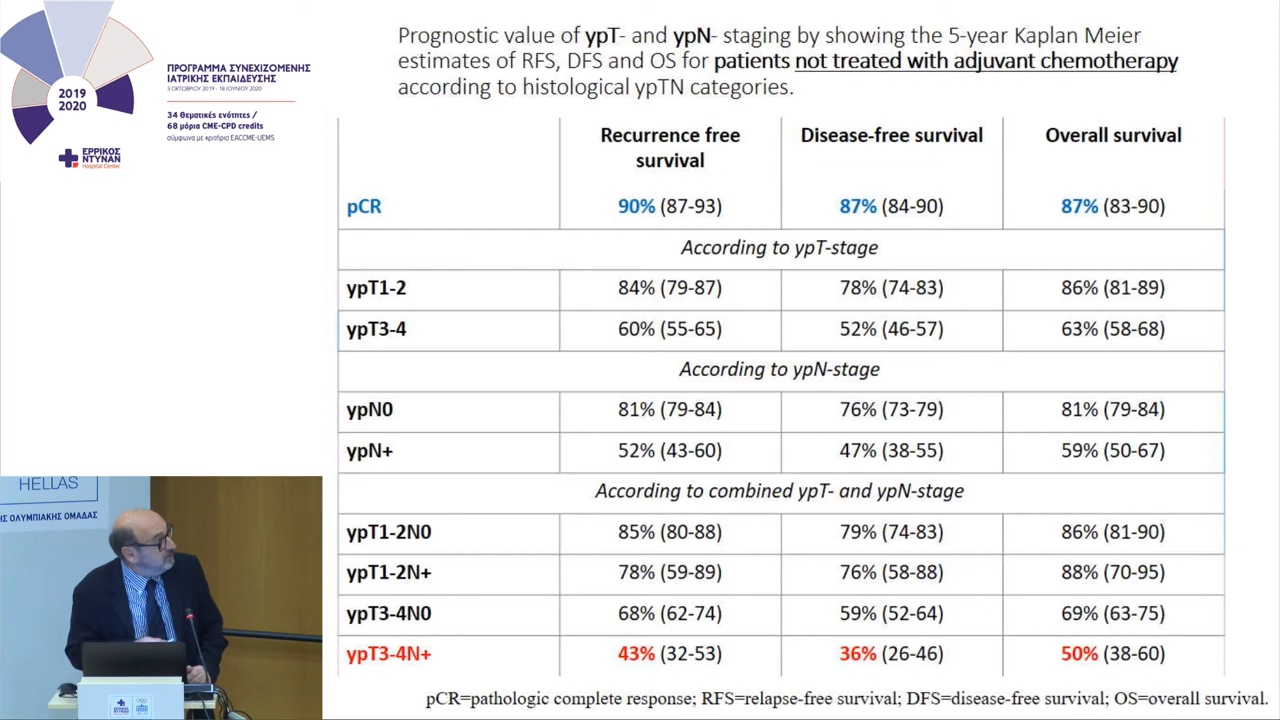 2019
2020
ΠΡΟΓΡΑΜΜΑ ΣΥΝΕΧΙΖΟΜΕΝΗΣ
ΙΑΤΡΙΚΗΣ ΕΚΠΑΙΔΕΥΣΗΣ
3 ΟΚΤΩΒΡΙΟΥ 2019 - 18 ΙΟΥΝΙΟΥ 2020
34 Θεματικές ενότητες /
68 μόρια CME-CPD credits
σύμφωνα με κριτήρια EACCME-UEMS
ΕΡΡΙΚΟΣ
ΝΤΥΝΑΝ
Hospital Center
Prognostic value of ypT- and ypN- staging by showing the 5-year Kaplan Meier
estimates of RFS, DFS and OS for patients not treated with adjuvant chemotherapy
according to histological ypTN categories.
Recurrence free survival Disease-free survival Overall survival
pCR 90% (87-93) 87% (84-90) 87% (83-90)
According to ypT-stage
ypT1-2 84% (79-87) 78% (74-83) 86% (81-89)
ypT3-4 60% (55-65) 52% (46-57) 63% (58-68)
According to ypN-stage
ypN0 81% (79-84) 76% (73-79) 81% (79-84)
ypN+ 52% (43-60) 47% (38-55) 59% (50-67)
According to combined ypT- and ypN-stage
ypT1-2N0 85% (80-88) 79% (74-83) 86% (81-90)
ypT1-2N+ 78% (59-89) 76% (58-88) 88% (70-95)
ypT3-4N0 68% (62-74) 59% (52-64) 69% (63-75)
ypT3-4N+ 43% (32-53) 36% (26-46) 50% (38-60)
pCR=pathologic complete response; RFS=relapse-free survival; DFS=disease-free survival; OS=overall survival.
HELLAS
ΗΣ ΟΛΥΜΠΙΑΚΗΣ ΟΜΑΔΑΣ